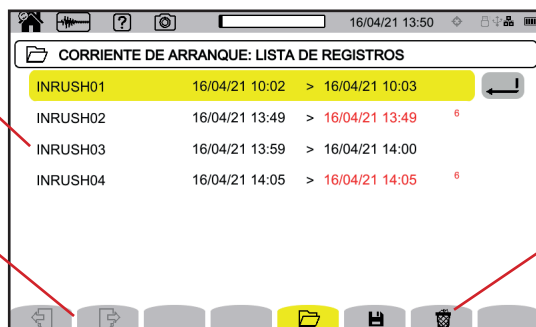 ? 16/04/21 13:50
CORRIENTE DE ARRANQUE: LISTA DE REGISTROS
INRUSH01 16/04/21 10:02 > 16/04/21 10:03
INRUSH02 16/04/21 13:49 > 16/04/21 13:49 6
INRUSH03 16/04/21 13:59 > 16/04/21 14:00
INRUSH04 16/04/21 14:05 > 16/04/21 14:05 6